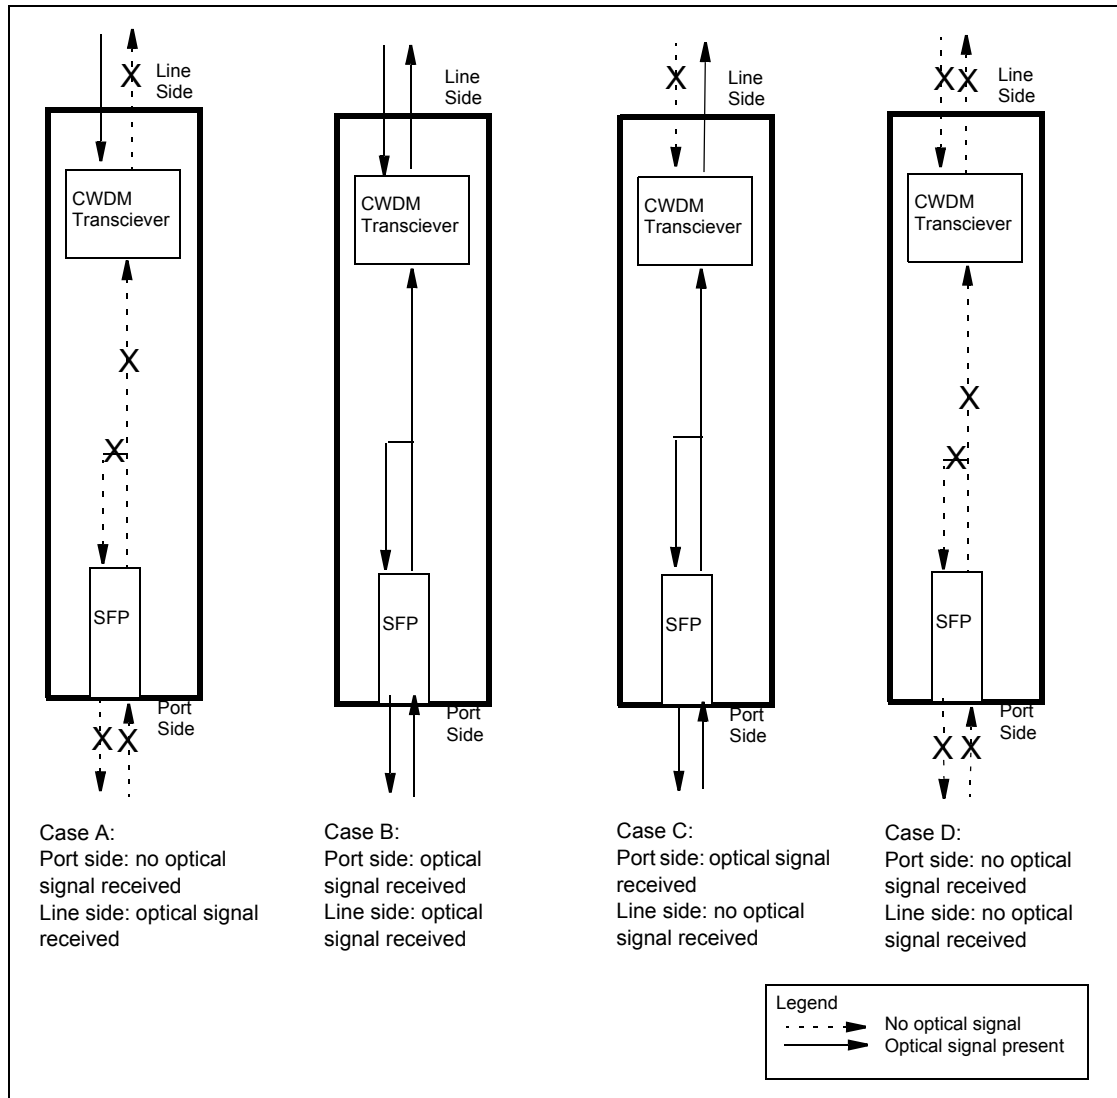 X
Line
Side
CWDM
Transciever
X
X
SFP
Port
Side
X X
Case A:
Port side: no optical
signal received
Line side: optical signal
received
Line
Side
CWDM
Transciever
SFP
Port
Side
Case B:
Port side: optical
signal received
Line side: optical
signal received
X
Line
Side
CWDM
Transciever
SFP
Port
Side
Case C:
Port side: optical signal
received
Line side: no optical
signal received
X X
Line
Side
CWDM
Transciever
X
X
SFP
Port
Side
X X
Case D:
Port side: no optical
signal received
Line side: no optical
signal received
Legend
No optical signal
Optical signal present